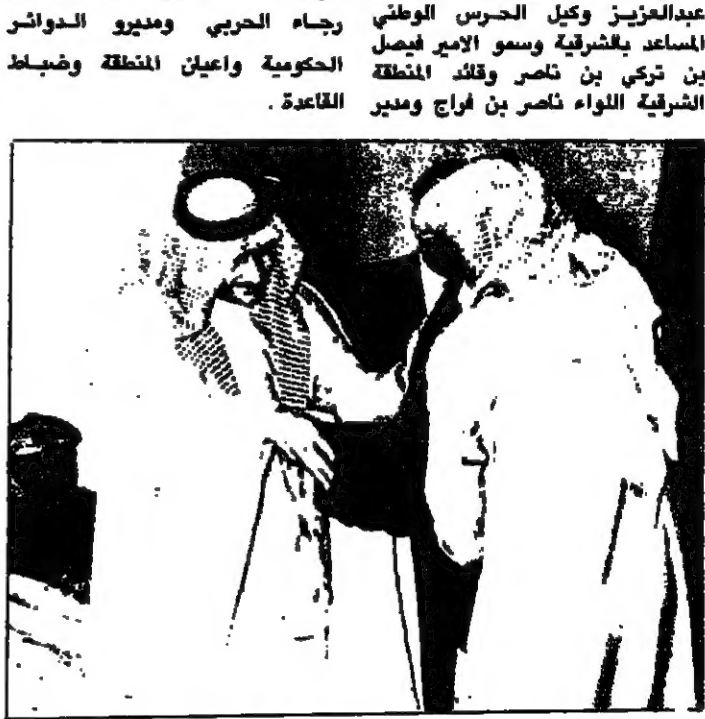 عبدالعزيز وكيل الحرس الوطني
المساعد بالشرقية وسمو الامير فيصل
بن تركي بن ناصر وقائد المنطقة
الشرقية اللواء ناصر بن فراج ومدير
رجاء الحربي ومديرو الدوائر
الحكومية واعيان المنطقة وضباط
القاعدة .